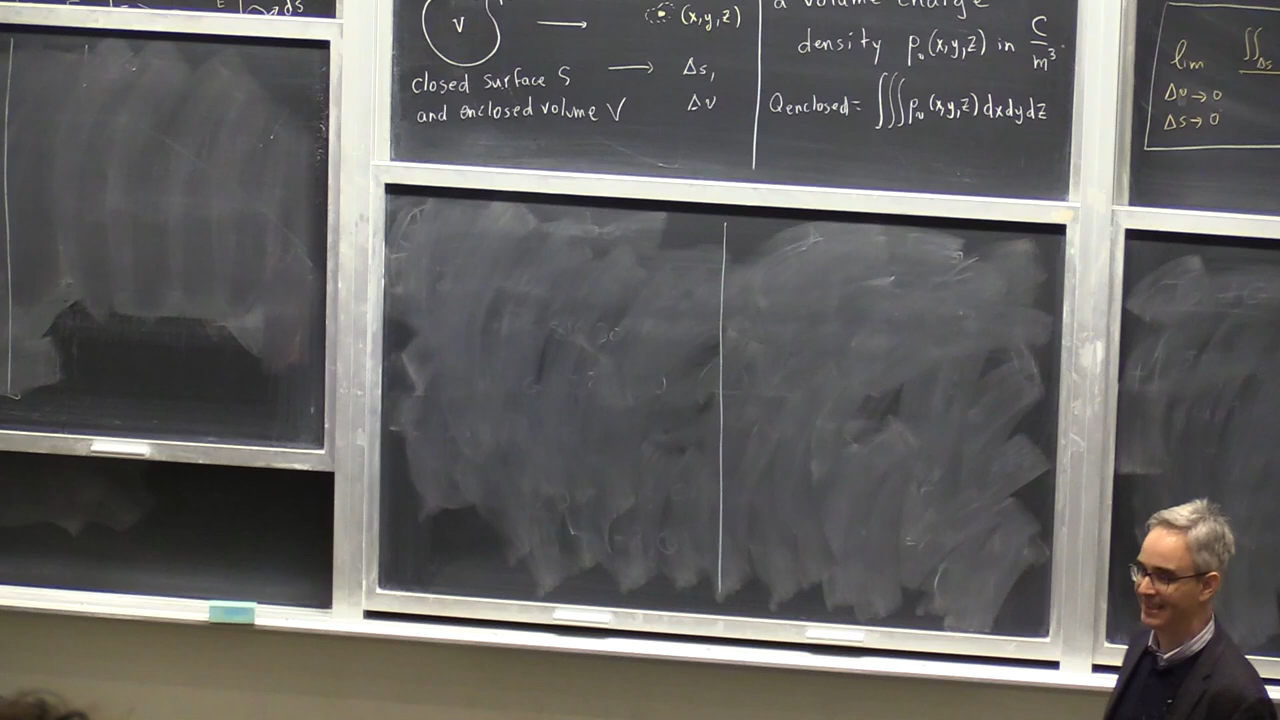 E
ds
V
(x,y,z)
closed surface S
and enclosed volume V
Δs,
Δv
a volume charge
density ρᵥ(x,y,z) in C/m³.
Qenclosed = ∭ρᵥ(x,y,z) dxdydz
lim ∬Δs
Δv→0
Δs→0